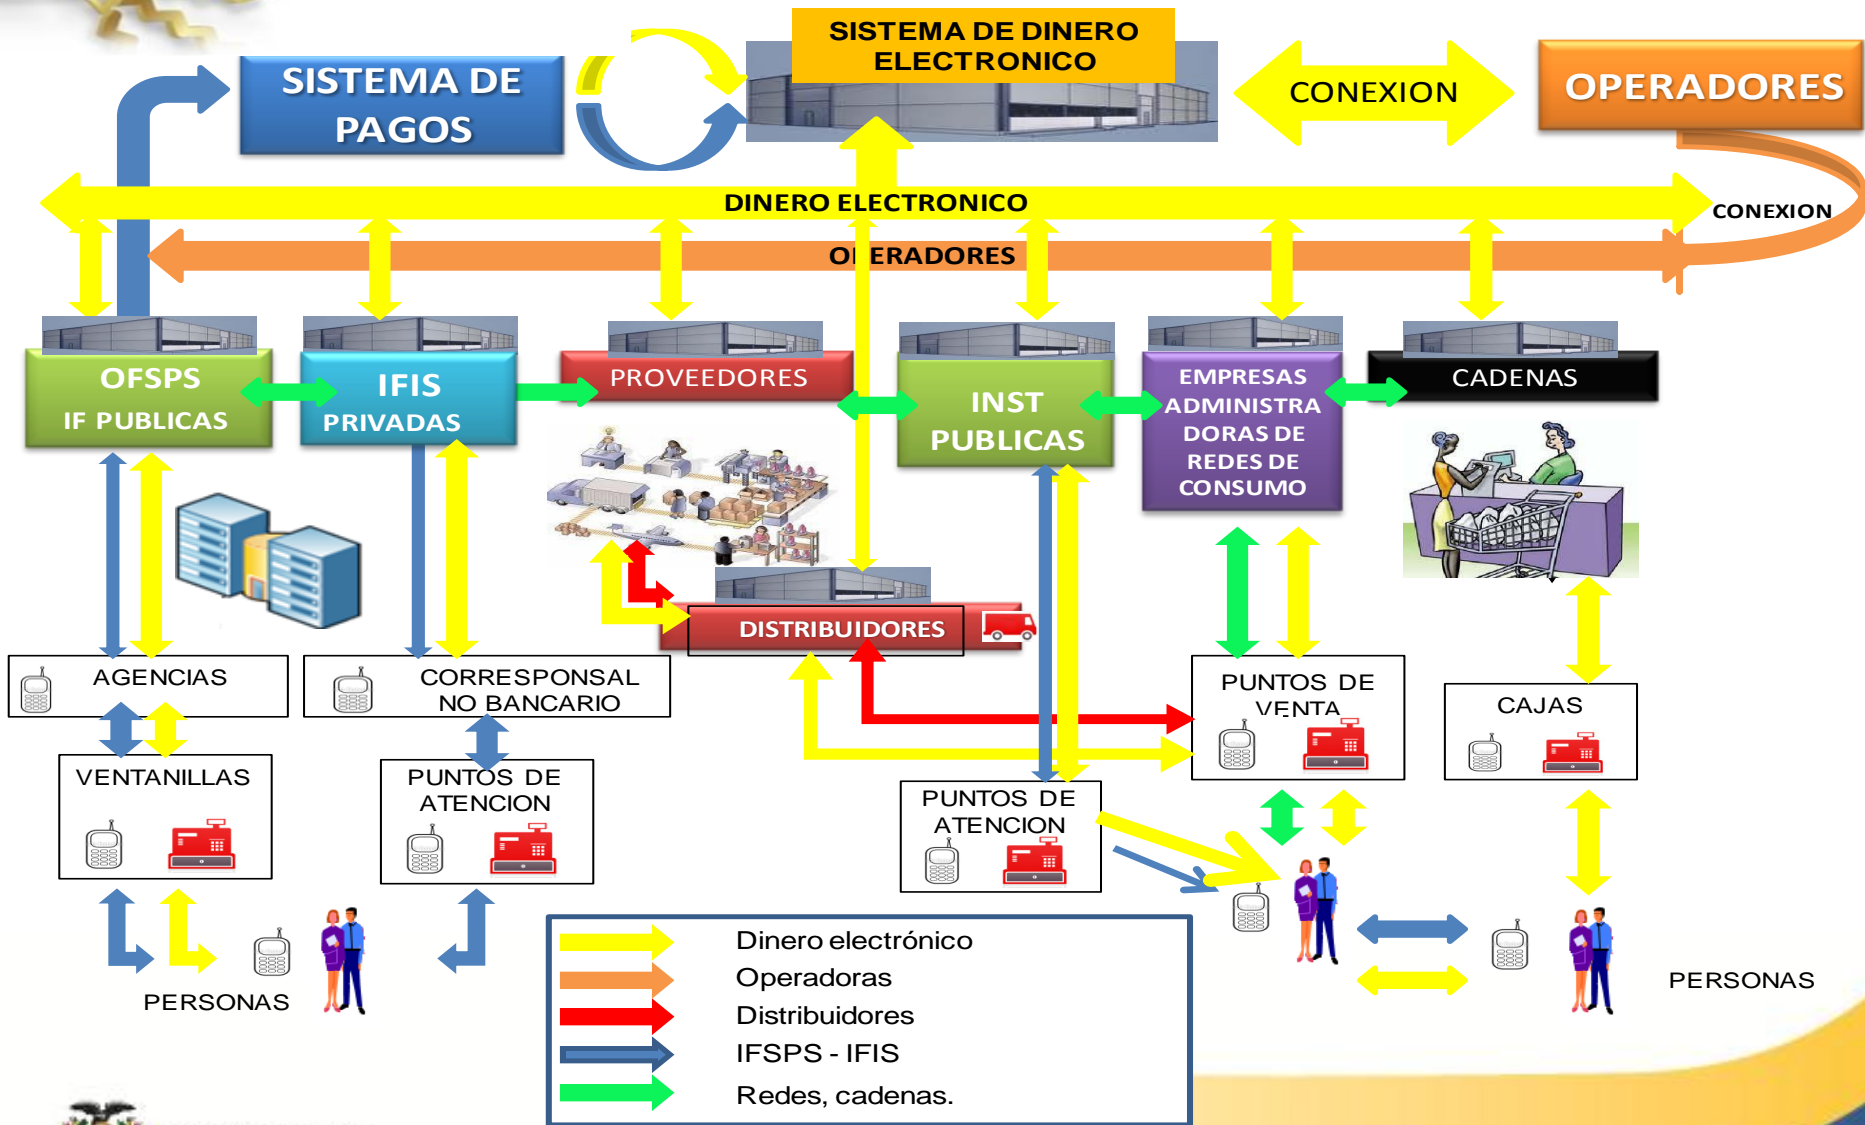 SISTEMA DE DINERO
ELECTRONICO
SISTEMA DE
PAGOS
CONEXION
OPERADORES
DINERO ELECTRONICO
CONEXION
OPERADORES
OFSPS
IF PUBLICAS
IFIS
PRIVADAS
PROVEEDORES
INST
PUBLICAS
EMPRESAS
ADMINISTRA
DORAS DE
REDES DE
CONSUMO
CADENAS
DISTRIBUIDORES
AGENCIAS
CORRESPONSAL
NO BANCARIO
PUNTOS DE
VENTA
CAJAS
VENTANILLAS
PUNTOS DE
ATENCION
PUNTOS DE
ATENCION
PERSONAS
PERSONAS
Dinero electrónico
Operadoras
Distribuidores
IFSPS - IFIS
Redes, cadenas.